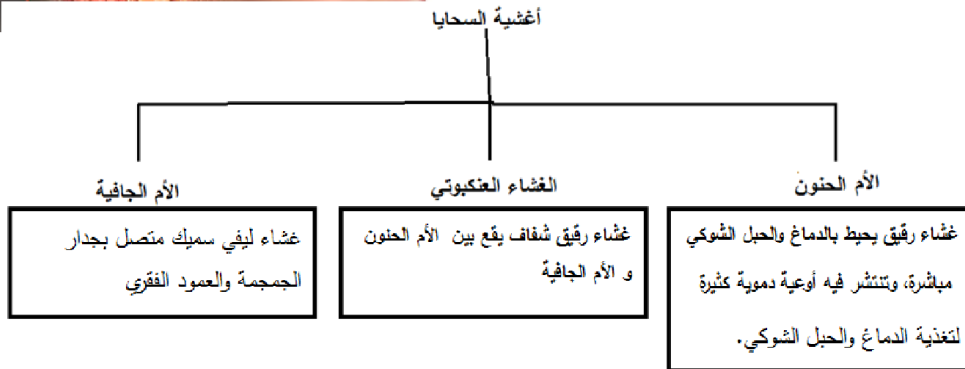 أغشية السحايا
الأم الحنون
غشاء رقيق يحيط بالدماغ والحبل الشوكي
مباشرة، وتنتشر فيه أوعية دموية كثيرة
لتغذية الدماغ والحبل الشوكي.
الغشاء العنكبوتي
غشاء رقيق شفاف يقع بين الأم الحنون
و الأم الجافية
الأم الجافية
غشاء ليفي سميك متصل بجدار
الجمجمة والعمود الفقري